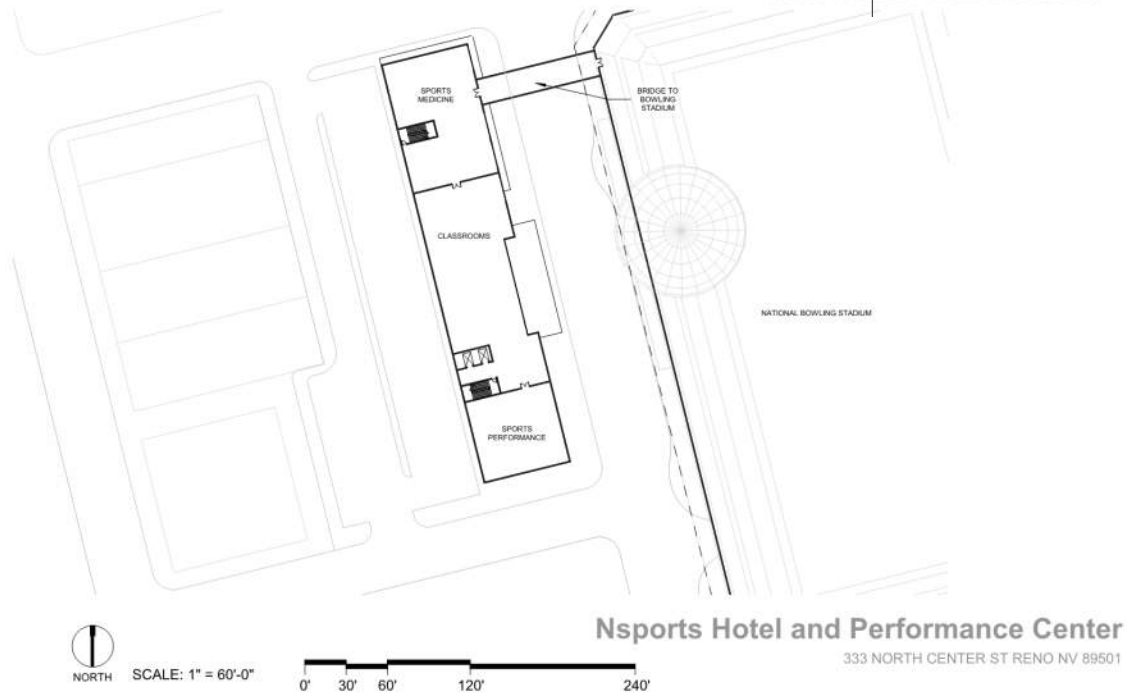 SPORTS
MEDICINE
BRIDGE TO
BOWLING
STADIUM
CLASSROOMS
NATIONAL BOWLING STADIUM
SPORTS
PERFORMANCE
Nsports Hotel and Performance Center
333 NORTH CENTER ST RENO NV 89501
NORTH
SCALE: 1" = 60'-0"
0' 30' 60' 120' 240'